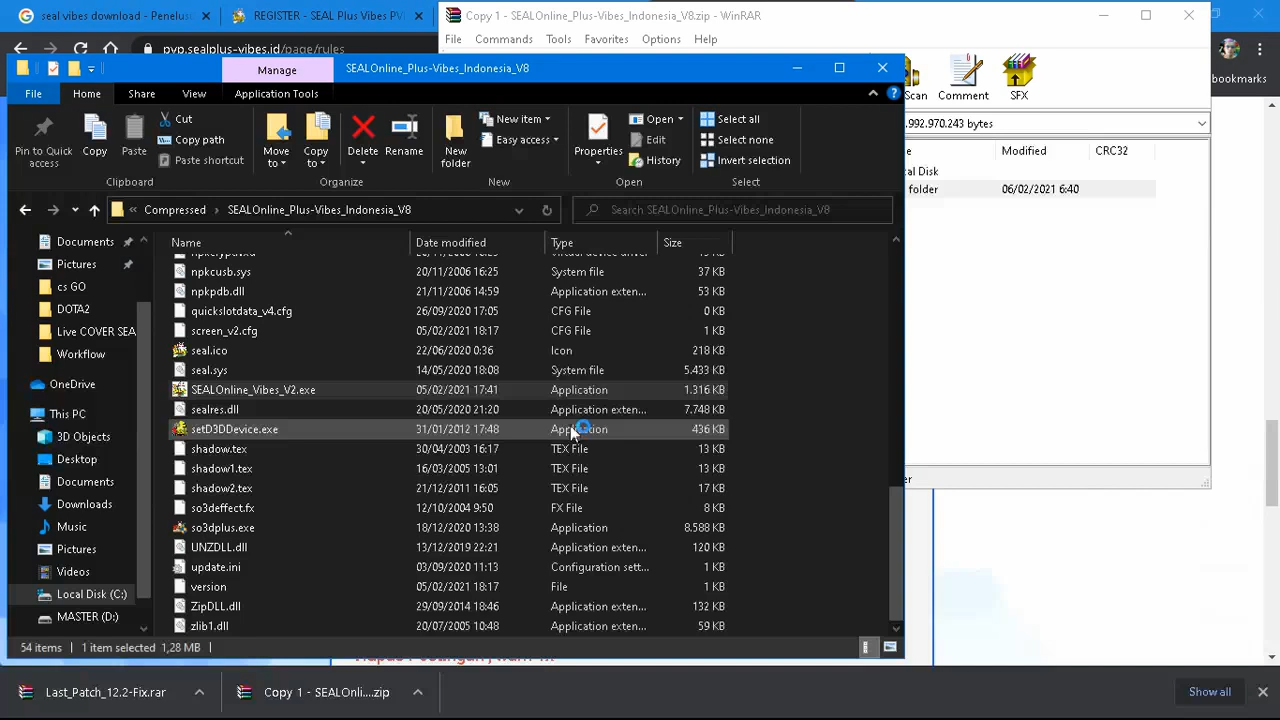 seal vibes download - Penelus
REGISTER - SEAL Plus Vibes PV
Copy 1 - SEALOnline_Plus-Vibes_Indonesia_V8.zip - WinRAR
File Commands Tools Favorites Options Help
pvp.sealplus-vibes.id/page/rules
bookmarks
Manage
SEALOnline_Plus-Vibes_Indonesia_V8
File Home Share View Application Tools
Scan Comment SFX
Pin to Quick access
Copy
Paste
Cut
Copy path
Paste shortcut
Move to
Copy to
Delete
Rename
New folder
New item
Easy access
Properties
Open
Edit
History
Select all
Select none
Invert selection
Clipboard Organize New Open Select
.992.970.243 bytes
Modified CRC32
cal Disk
folder 06/02/2021 6:40
« Compressed › SEALOnline_Plus-Vibes_Indonesia_V8
Search SEALOnline_Plus-Vibes_Indonesia_V8
Documents
Pictures
cs GO
DOTA2
Live COVER SEA
Workflow
OneDrive
This PC
3D Objects
Desktop
Documents
Downloads
Music
Pictures
Videos
Local Disk (C:)
MASTER (D:)
Name Date modified Type Size
npkcusb.sys 20/11/2006 16:25 System file 37 KB
npkpdb.dll 21/11/2006 14:59 Application exten... 53 KB
quickslotdata_v4.cfg 26/09/2020 17:05 CFG File 0 KB
screen_v2.cfg 05/02/2021 18:17 CFG File 1 KB
seal.ico 22/06/2020 0:36 Icon 218 KB
seal.sys 14/05/2020 18:08 System file 5.433 KB
SEALOnline_Vibes_V2.exe 05/02/2021 17:41 Application 1.316 KB
sealres.dll 20/05/2020 21:20 Application exten... 7.748 KB
setD3DDevice.exe 31/01/2012 17:48 Application 436 KB
shadow.tex 30/04/2003 16:17 TEX File 13 KB
shadow1.tex 16/03/2005 13:01 TEX File 13 KB
shadow2.tex 21/12/2011 16:05 TEX File 17 KB
so3deffect.fx 12/10/2004 9:50 FX File 8 KB
so3dplus.exe 18/12/2020 13:38 Application 8.588 KB
UNZDLL.dll 13/12/2019 22:21 Application exten... 120 KB
update.ini 03/09/2020 11:13 Configuration sett... 1 KB
version 05/02/2021 18:17 File 1 KB
ZipDLL.dll 29/09/2014 18:46 Application exten... 132 KB
zlib1.dll 20/07/2005 10:48 Application exten... 59 KB
54 items 1 item selected 1,28 MB
Last_Patch_12.2-Fix.rar
Copy 1 - SEALOnli....zip
Show all